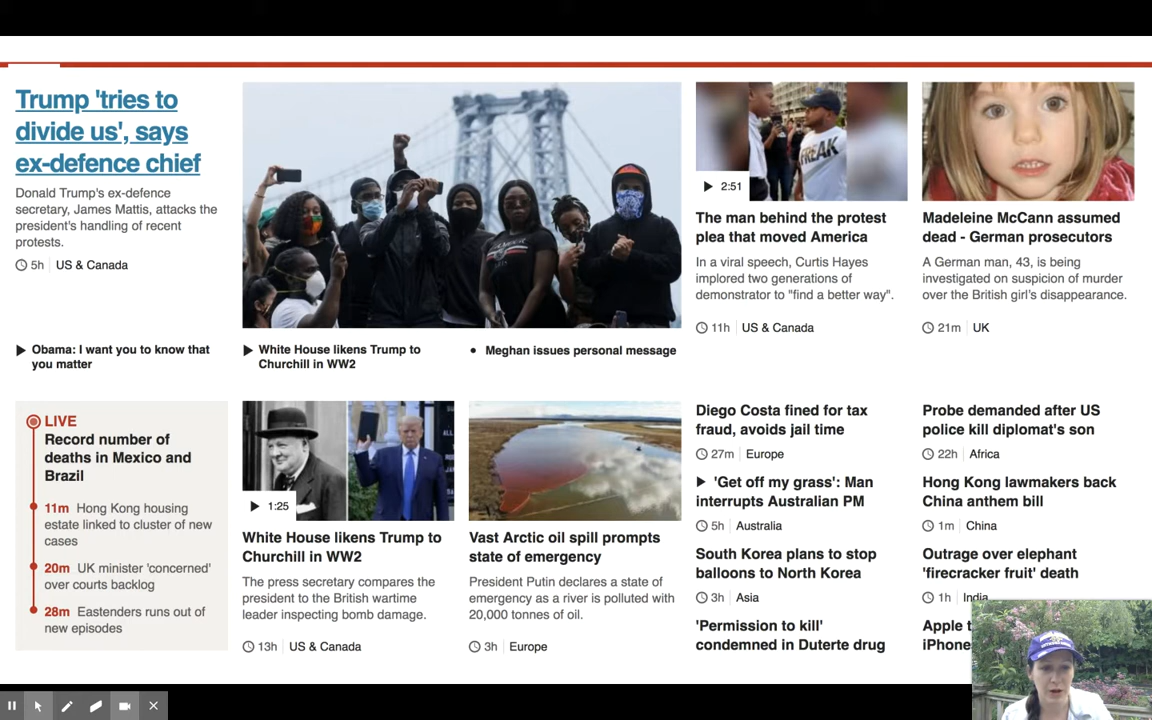 Trump 'tries to
divide us', says
ex-defence chief
Donald Trump's ex-defence
secretary, James Mattis, attacks the
president's handling of recent
protests.
5h US & Canada
2:51
FREAK
The man behind the protest
plea that moved America
In a viral speech, Curtis Hayes
implored two generations of
demonstrator to "find a better way".
11h US & Canada
Madeleine McCann assumed
dead - German prosecutors
A German man, 43, is being
investigated on suspicion of murder
over the British girl's disappearance.
21m UK
Obama: I want you to know that
you matter
White House likens Trump to
Churchill in WW2
Meghan issues personal message
LIVE
Record number of
deaths in Mexico and
Brazil
11m Hong Kong housing
estate linked to cluster of new
cases
20m UK minister 'concerned'
over courts backlog
28m Eastenders runs out of
new episodes
1:25
White House likens Trump to
Churchill in WW2
The press secretary compares the
president to the British wartime
leader inspecting bomb damage.
13h US & Canada
Vast Arctic oil spill prompts
state of emergency
President Putin declares a state of
emergency as a river is polluted with
20,000 tonnes of oil.
3h Europe
Diego Costa fined for tax
fraud, avoids jail time
27m Europe
'Get off my grass': Man
interrupts Australian PM
5h Australia
South Korea plans to stop
balloons to North Korea
3h Asia
'Permission to kill'
condemned in Duterte drug
Probe demanded after US
police kill diplomat's son
22h Africa
Hong Kong lawmakers back
China anthem bill
1m China
Outrage over elephant
'firecracker fruit' death
1h India
Apple
iPhone